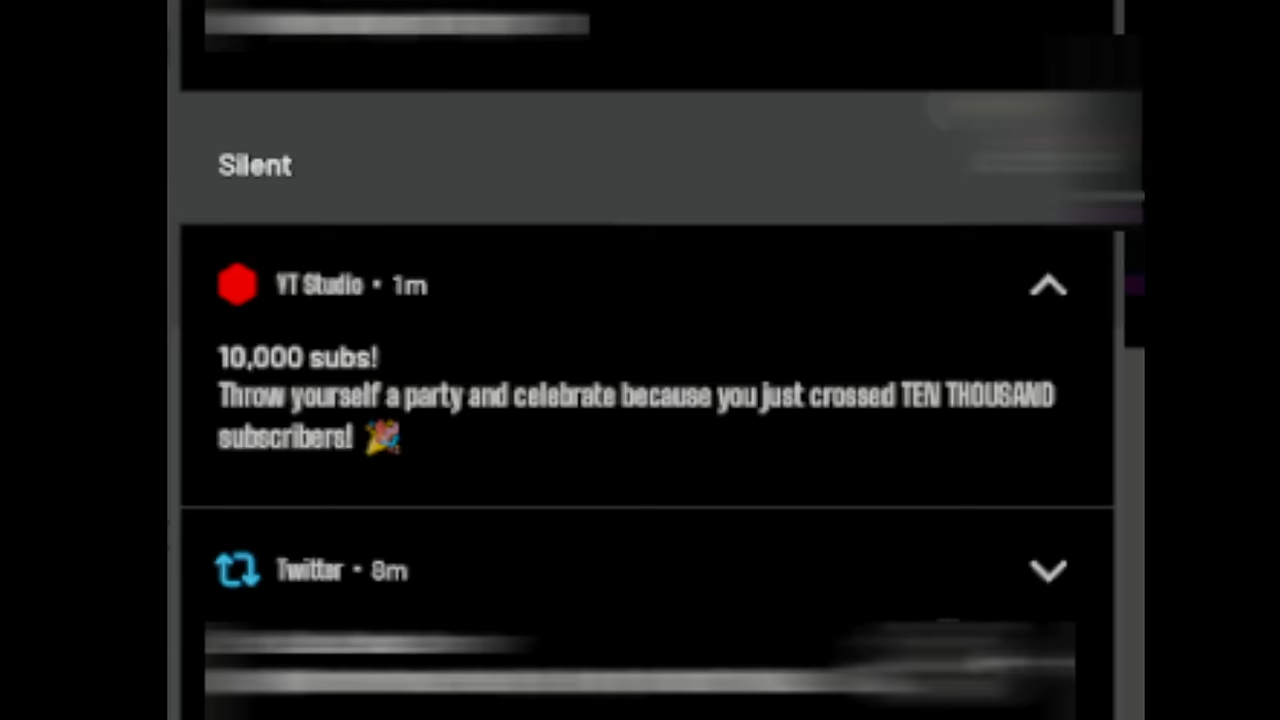 Silent
YT Studio • 1m
10,000 subs!
Throw yourself a party and celebrate because you just crossed TEN THOUSAND
subscribers! 🎉
Twitter • 8m